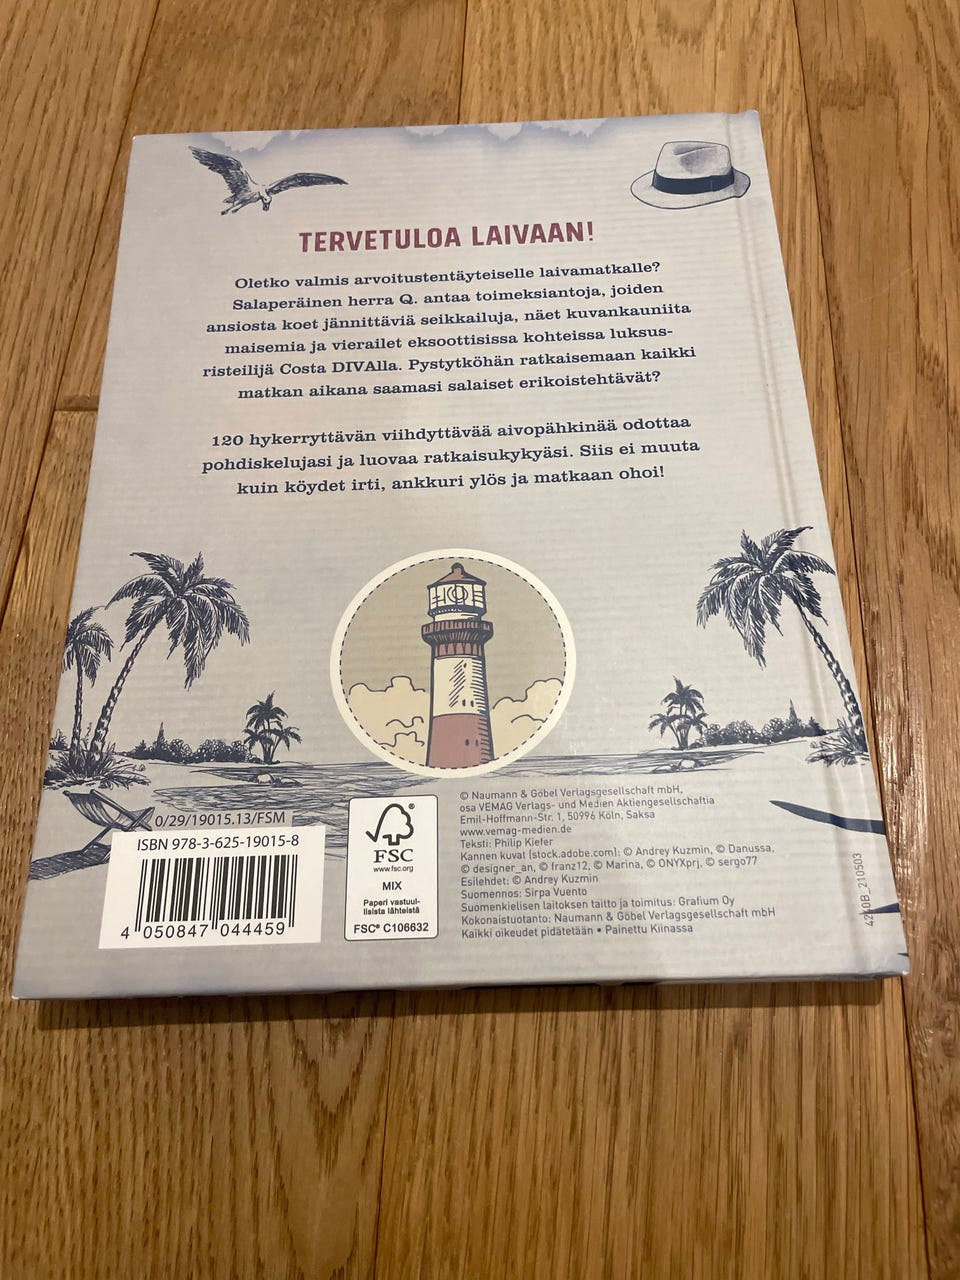 TERVETULOA LAIVAAN!
Oletko valmis arvoitustentäyteiselle laivamatkalle?
Salaperäinen herra Q. antaa toimeksiantoja, joiden
ansiosta koet jännittäviä seikkailuja, näet kuvankauniita
maisemia ja vierailet eksoottisissa kohteissa luksus-
risteilijä Costa DIVAlla. Pystytköhän ratkaisemaan kaikki
matkan aikana saamasi salaiset erikoistehtävät?
120 hykerryttävän viihdyttävää aivopähkinää odottaa
pohdiskelujasi ja luovaa ratkaisukykyäsi. Siis ei muuta
kuin köydet irti, ankkuri ylös ja matkaan ohoi!
0/29/19015.13/FSM
ISBN 978-3-625-19015-8
4 050847 044459
FSC
www.fsc.org
MIX
Paperi vastuul-
lisista lähteistä
FSC® C106632
© Naumann & Göbel Verlagsgesellschaft mbH,
osa VEMAG Verlags- und Medien Aktiengesellschaftia
Emil-Hoffmann-Str. 1, 50996 Köln, Saksa
www.vemag-medien.de
Teksti: Philip Kiefer
Kannen kuvat (stock.adobe.com): © Andrey Kuzmin, © Danussa,
© designer_an, © franz12, © Marina, © ONYXprj, © sergo77
Esilehdet: © Andrey Kuzmin
Suomennos: Sirpa Vuento
Suomenkielisen laitoksen taitto ja toimitus: Grafium Oy
Kokonaistuotanto: Naumann & Göbel Verlagsgesellschaft mbH
Kaikki oikeudet pidätetään • Painettu Kiinassa